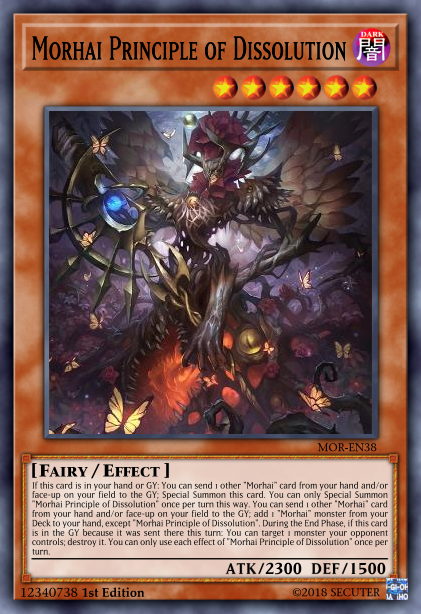 MORHAI PRINCIPLE OF DISSOLUTION
DARK
闇
MOR-EN38
[FAIRY / EFFECT ]
If this card is in your hand or GY: You can send 1 other "Morhai" card from your hand and/or
face-up on your field to the GY; Special Summon this card. You can only Special Summon
"Morhai Principle of Dissolution" once per turn this way. You can send 1 other "Morhai"
card from your hand and/or face-up on your field to the GY; add 1 "Morhai" monster from your
Deck to your hand, except "Morhai Principle of Dissolution". During the End Phase, if this card
is in the GY because it was sent there this turn: You can target 1 monster your opponent
controls; destroy it. You can only use each effect of "Morhai Principle of Dissolution" once per
turn.
ATK/2300 DEF/1500
12340738 1st Edition
©2018 SECUTER